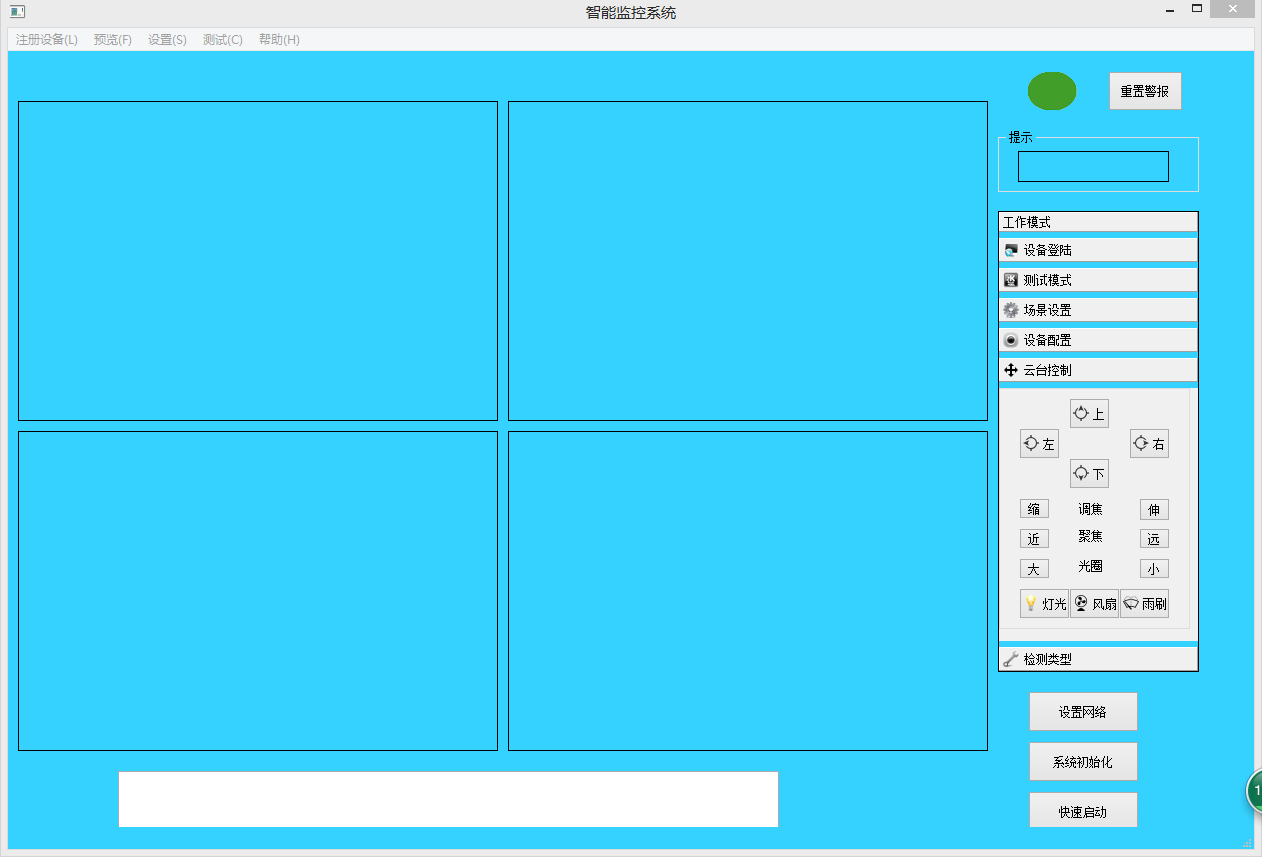 智能监控系统
注册设备(L) 预览(F) 设置(S) 测试(C) 帮助(H)
重置警报
提示
工作模式
设备登陆
测试模式
场景设置
设备配置
云台控制
上
左 右
下
缩 调焦 伸
近 聚焦 远
大 光圈 小
灯光 风扇 雨刷
检测类型
设置网络
系统初始化
1
快速启动